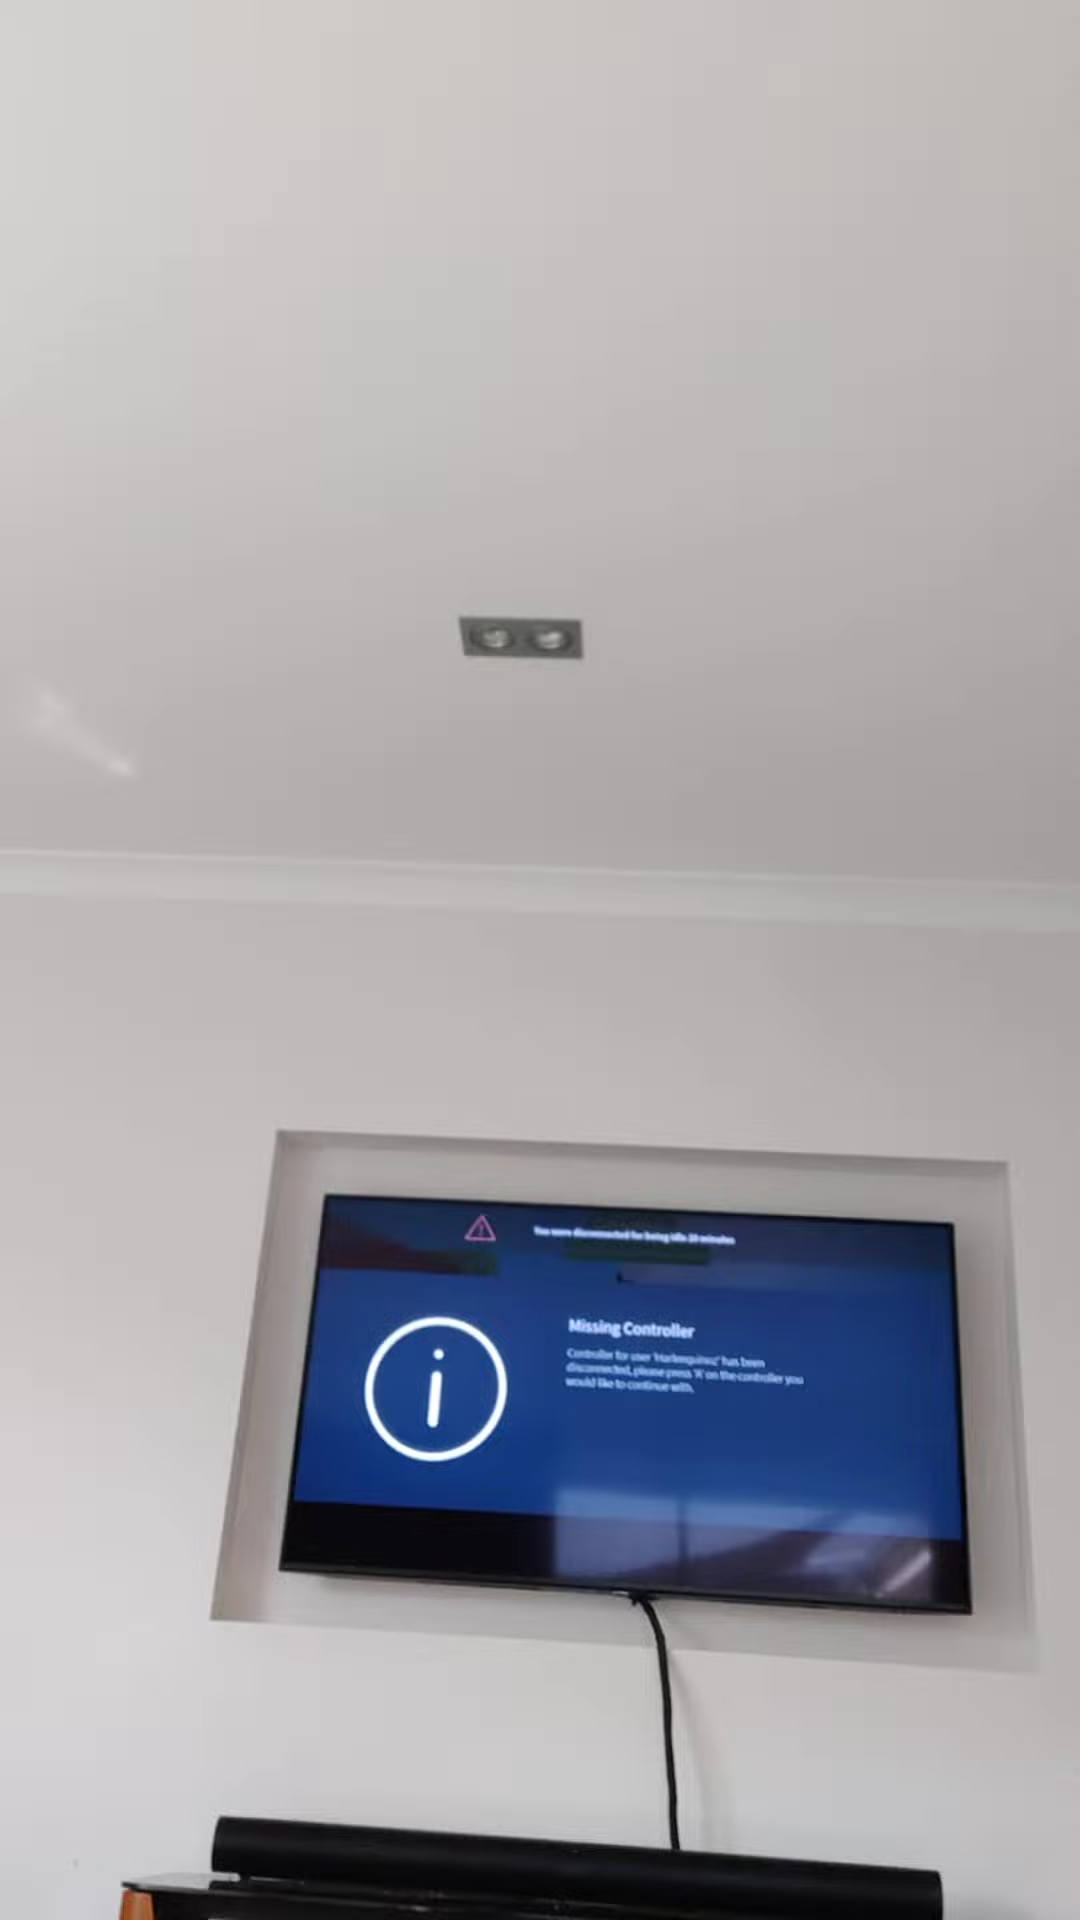 You were disconnected for being idle 20 minutes
Missing Controller
Controller for user 'Harlequinnz' has been
disconnected, please press 'A' on the controller you
would like to continue with.